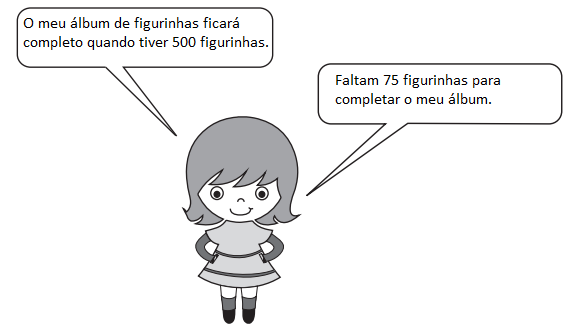 O meu álbum de figurinhas ficará
completo quando tiver 500 figurinhas.
Faltam 75 figurinhas para
completar o meu álbum.